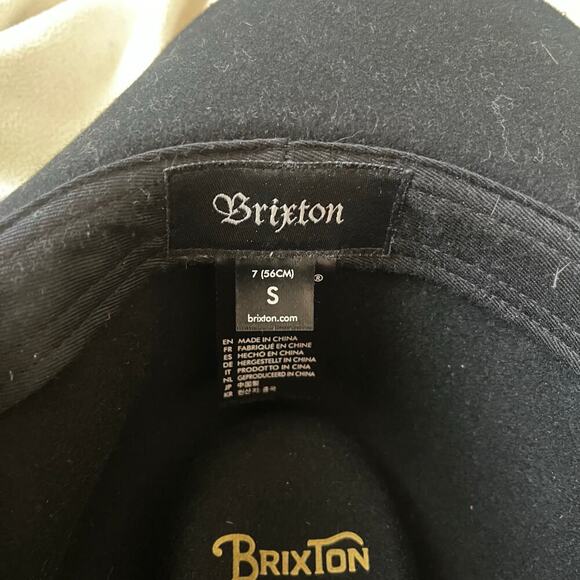 Brixton
7 (56CM)
S
®
brixton.com
EN MADE IN CHINA
FR FABRIQUÉ EN CHINE
ES HECHO EN CHINA
DE HERGESTELLT IN CHINA
IT PRODOTTO IN CINA
NL GEPRODUCEERD IN CHINA
JP 中国製
KR 원산지: 중국
BRIXTON